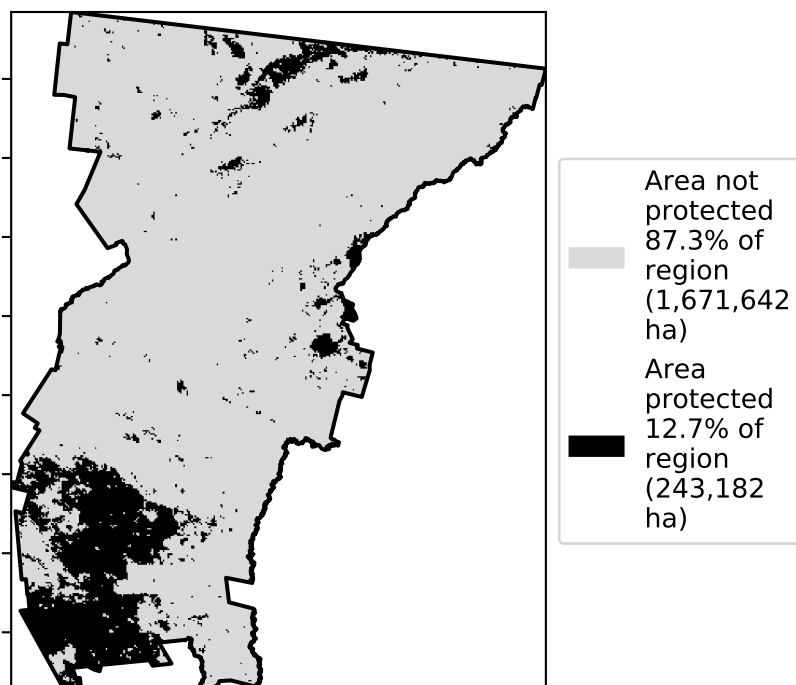 Area not
protected
87.3% of
region
(1,671,642
ha)
Area
protected
12.7% of
region
(243,182
ha)